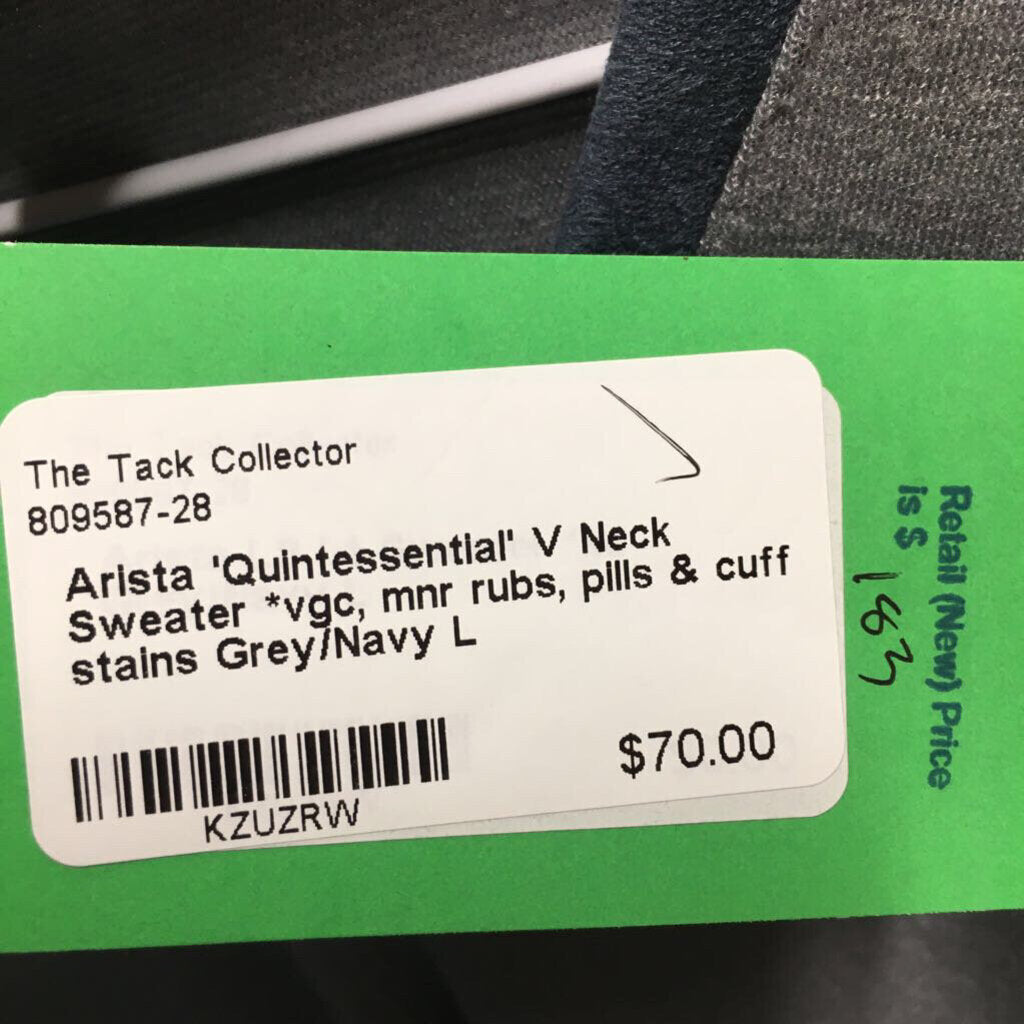 The Tack Collector
809587-28
Arista 'Quintessential' V Neck
Sweater *vgc, mnr rubs, pills & cuff
stains Grey/Navy L
KZUZRW
$70.00
Retail (New) Price
is $
183